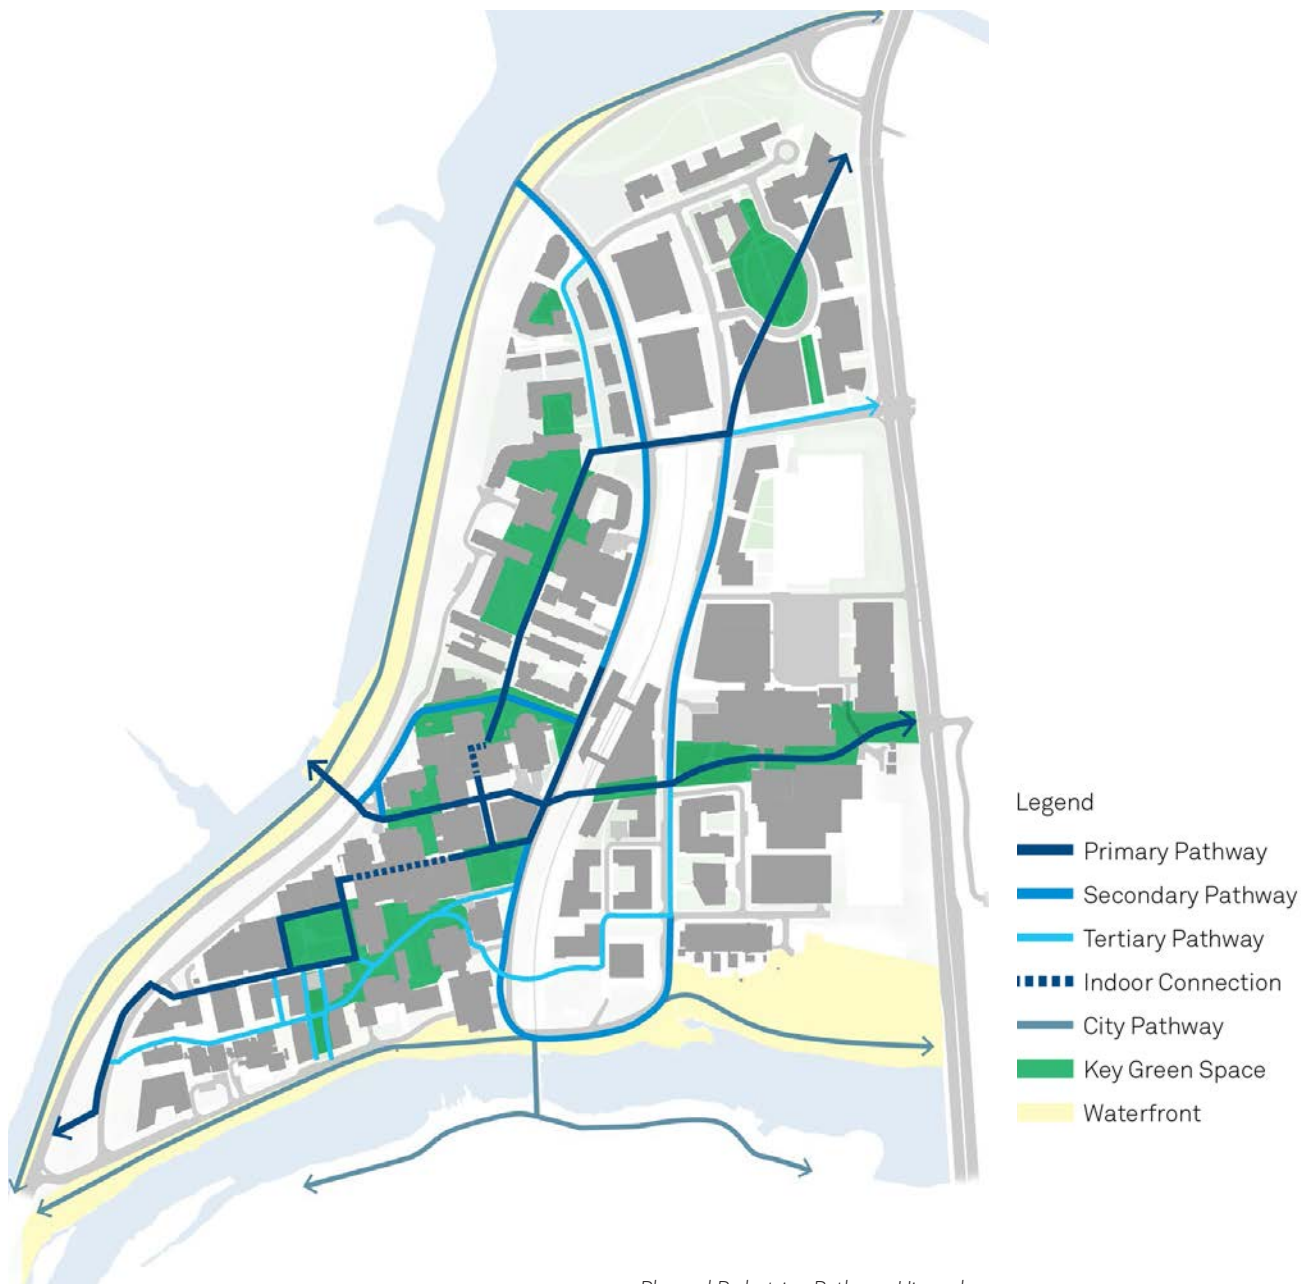 Legend
Primary Pathway
Secondary Pathway
Tertiary Pathway
Indoor Connection
City Pathway
Key Green Space
Waterfront